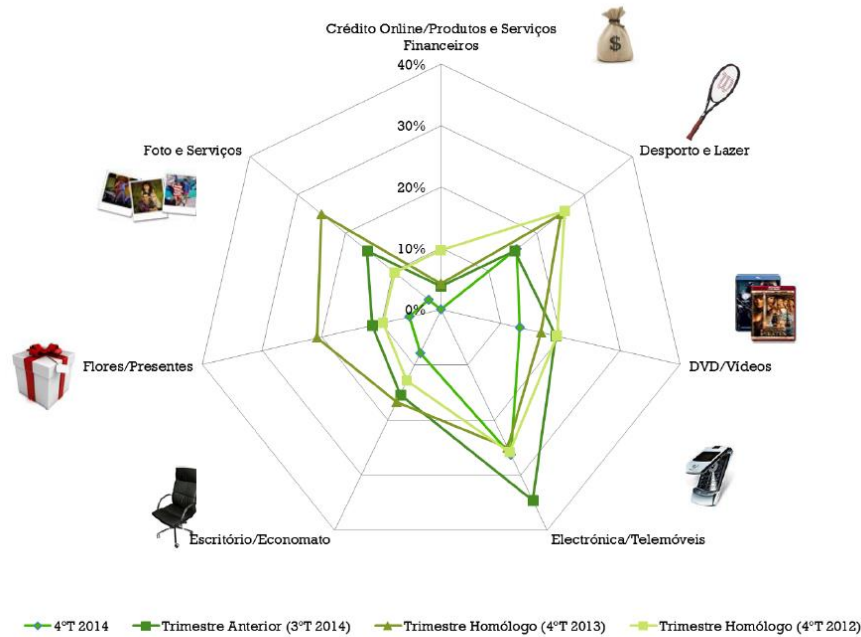 Crédito Online/Produtos e Serviços
Financeiros
40%
30%
20%
10%
0%
Foto e Serviços
Desporto e Lazer
$
W
Flores/Presentes
DVD/Vídeos
Escritório/Economato
Electrónica/Telemóveis
4ºT 2014
Trimestre Anterior (3ºT 2014)
Trimestre Homólogo (4ºT 2013)
Trimestre Homólogo (4ºT 2012)